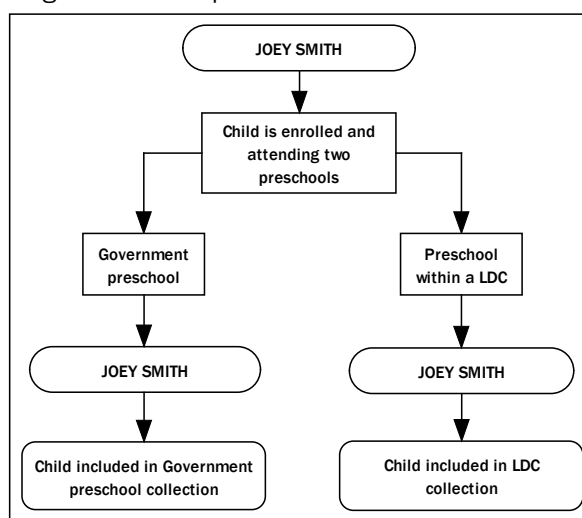 JOEY SMITH
Child is enrolled and
attending two
preschools
Government
preschool
Preschool
within a LDC
JOEY SMITH
JOEY SMITH
Child included in Government
preschool collection
Child included in LDC
collection